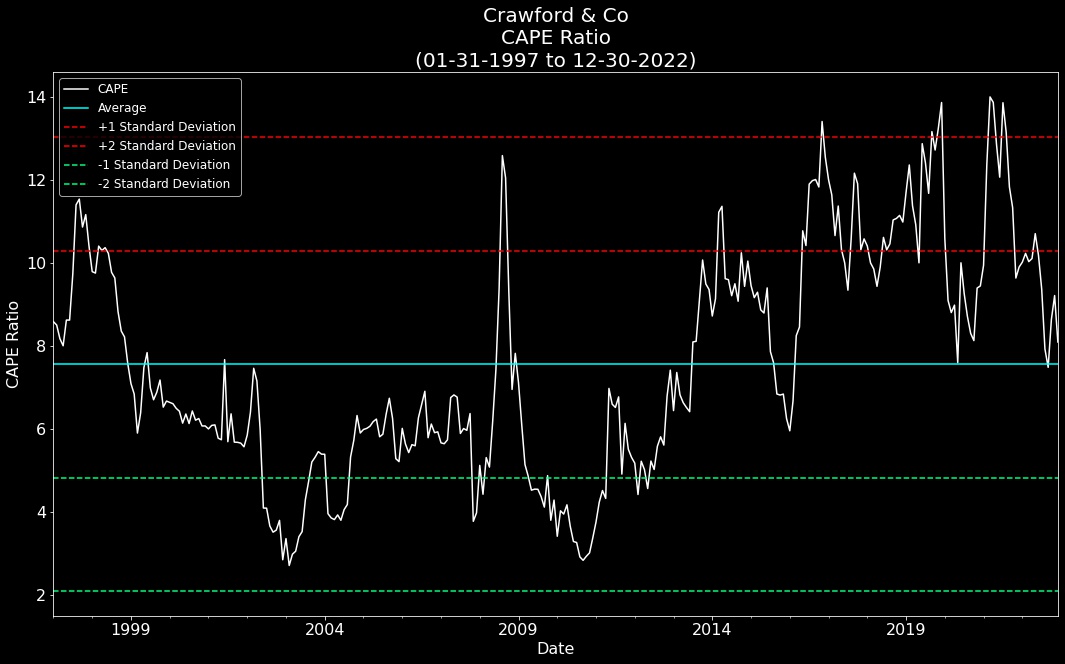 Crawford & Co
CAPE Ratio
(01-31-1997 to 12-30-2022)
CAPE
Average
+1 Standard Deviation
+2 Standard Deviation
-1 Standard Deviation
-2 Standard Deviation
CAPE Ratio
14
12
10
8
6
4
2
1999 2004 2009 2014 2019
Date